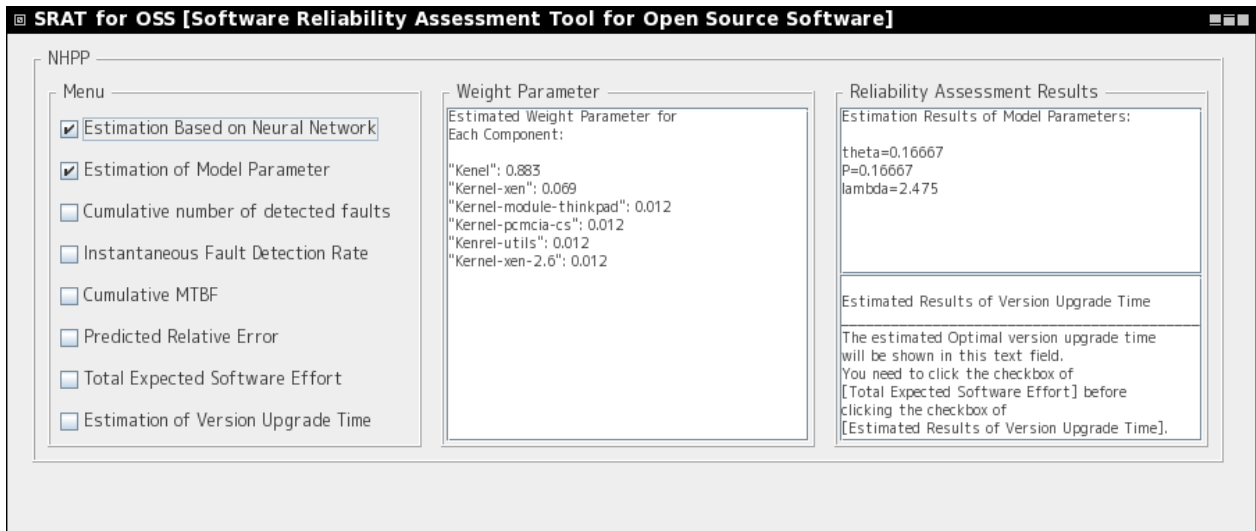 SRAT for OSS [Software Reliability Assessment Tool for Open Source Software]
NHPP
Menu
Estimation Based on Neural Network
Estimation of Model Parameter
Cumulative number of detected faults
Instantaneous Fault Detection Rate
Cumulative MTBF
Predicted Relative Error
Total Expected Software Effort
Estimation of Version Upgrade Time
Weight Parameter
Estimated Weight Parameter for
Each Component:
"Kenel": 0.883
"Kernel-xen": 0.069
"Kernel-module-thinkpad": 0.012
"Kernel-pcmcia-cs": 0.012
"Kenrel-utils": 0.012
"Kernel-xen-2.6": 0.012
Reliability Assessment Results
Estimation Results of Model Parameters:
theta=0.16667
P=0.16667
lambda=2.475
Estimated Results of Version Upgrade Time
The estimated Optimal version upgrade time
will be shown in this text field.
You need to click the checkbox of
[Total Expected Software Effort] before
clicking the checkbox of
[Estimated Results of Version Upgrade Time].